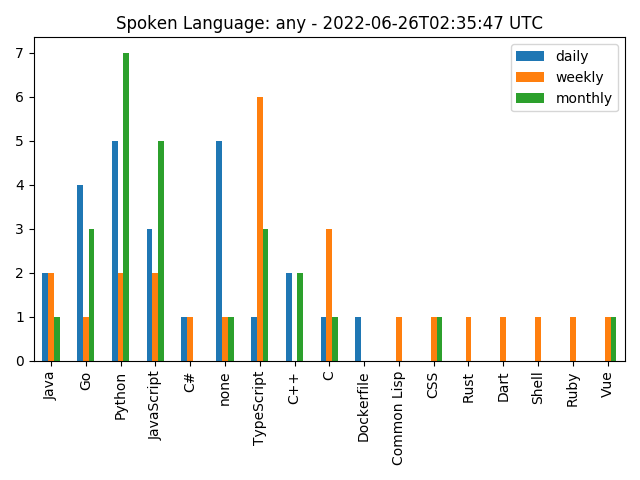 Spoken Language: any - 2022-06-26T02:35:47 UTC
daily
weekly
monthly
7
6
5
4
3
2
1
0
Java
Go
Python
JavaScript
C#
none
TypeScript
C++
C
Dockerfile
Common Lisp
CSS
Rust
Dart
Shell
Ruby
Vue